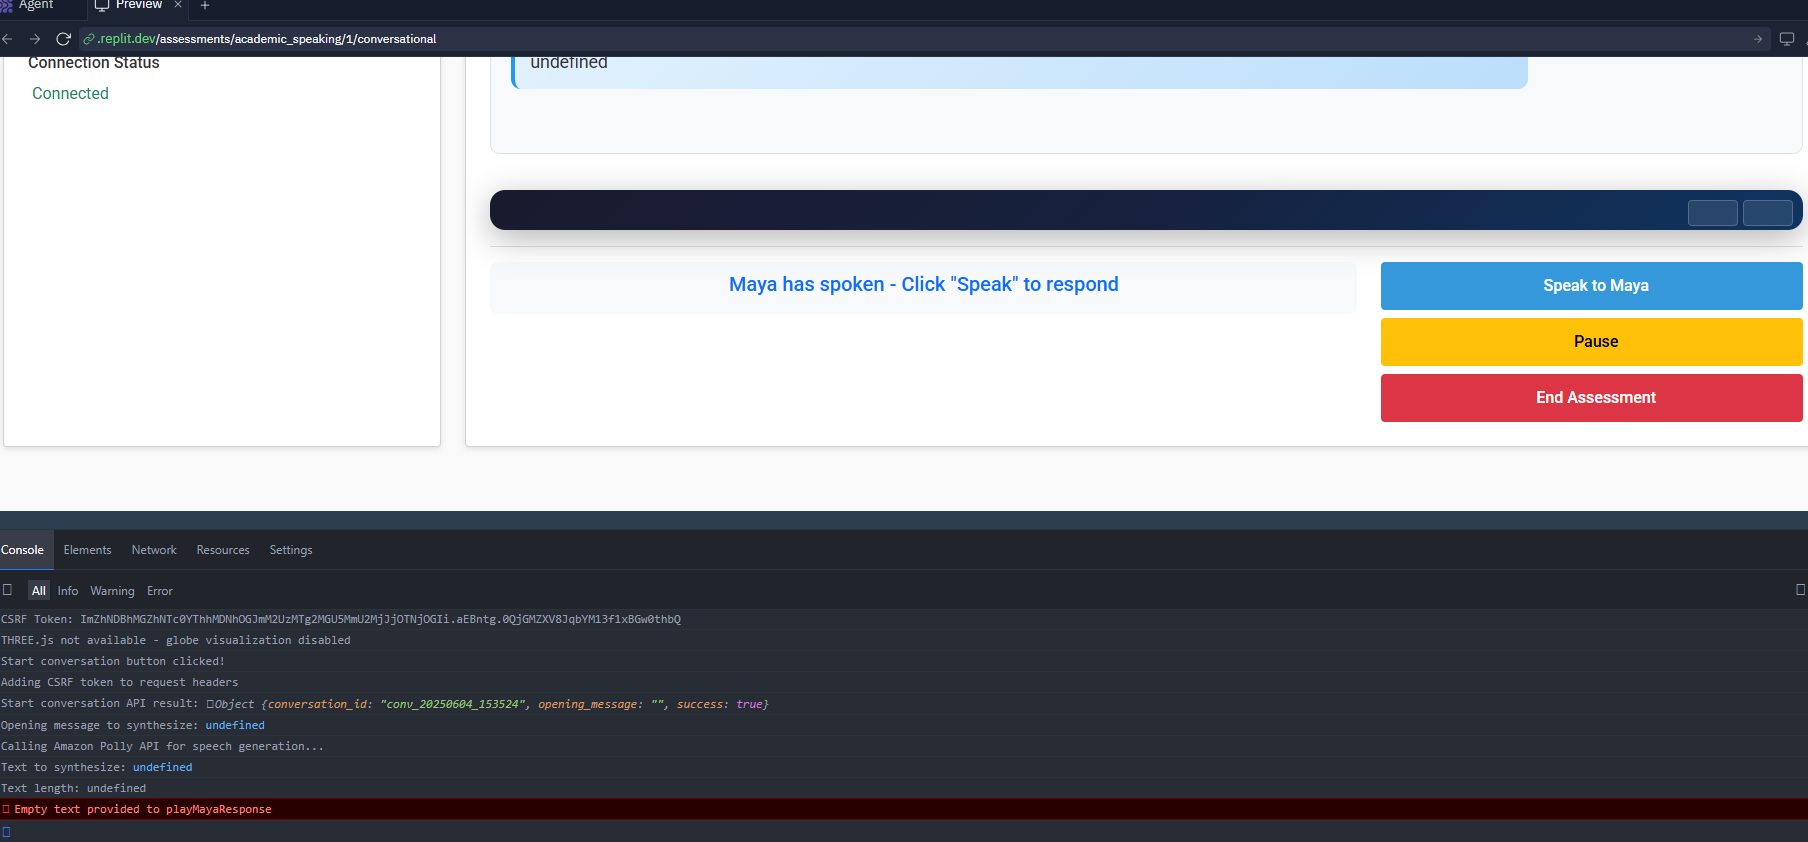 Agent
Preview × +
.replit.dev/assessments/academic_speaking/1/conversational
Connection Status
Connected
undefined
Maya has spoken - Click "Speak" to respond
Speak to Maya
Pause
End Assessment
Console Elements Network Resources Settings
All Info Warning Error
CSRF Token: ImZhNDBhMGZhNTc0YThhMDNhOGJmM2UzMTg2MGU5MmU2MjJjOTNjOGIi.aEBntg.0QjGMZXV8JqbYM13f1xBGw0thbQ
THREE.js not available - globe visualization disabled
Start conversation button clicked!
Adding CSRF token to request headers
Start conversation API result: Object {conversation_id: "conv_20250604_153524", opening_message: "", success: true}
Opening message to synthesize: undefined
Calling Amazon Polly API for speech generation...
Text to synthesize: undefined
Text length: undefined
Empty text provided to playMayaResponse